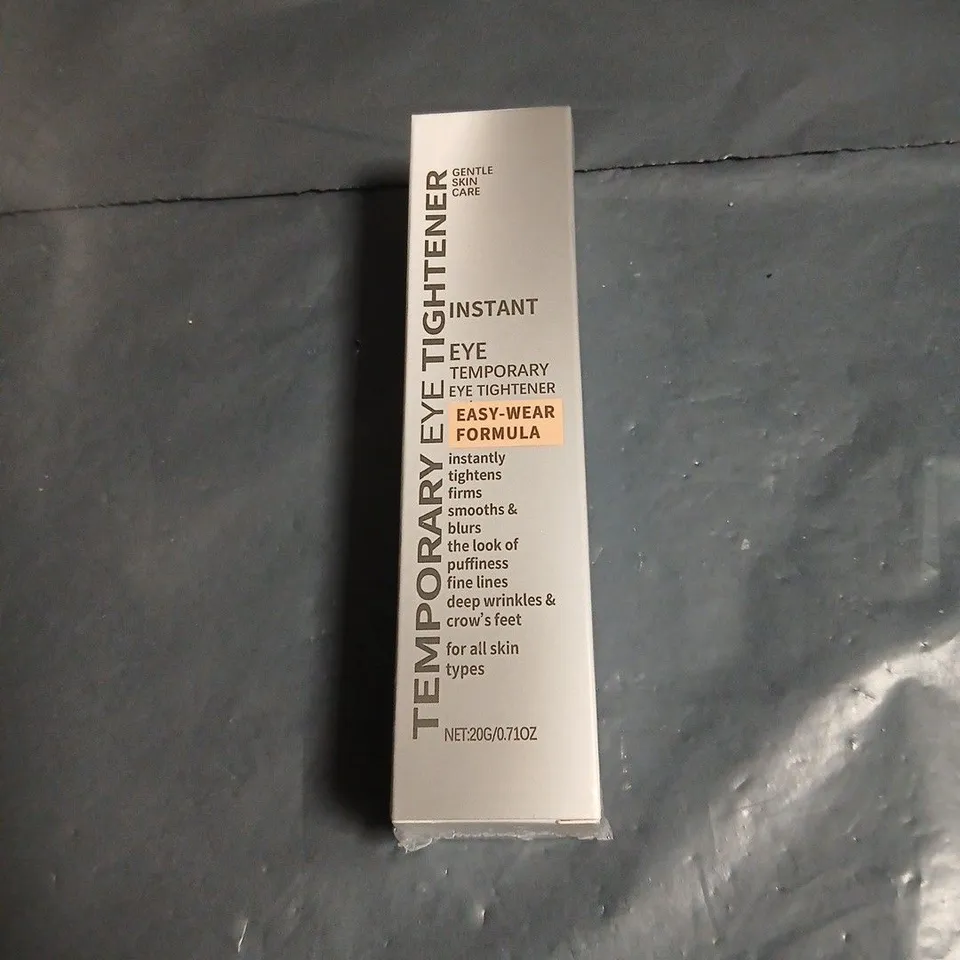 TEMPORARY EYE TIGHTENER
GENTLE
SKIN
CARE
INSTANT
EYE
TEMPORARY
EYE TIGHTENER
EASY-WEAR
FORMULA
instantly
tightens
firms
smooths &
blurs
the look of
puffiness
fine lines
deep wrinkles &
crow's feet
for all skin
types
NET:20G/0.71OZ